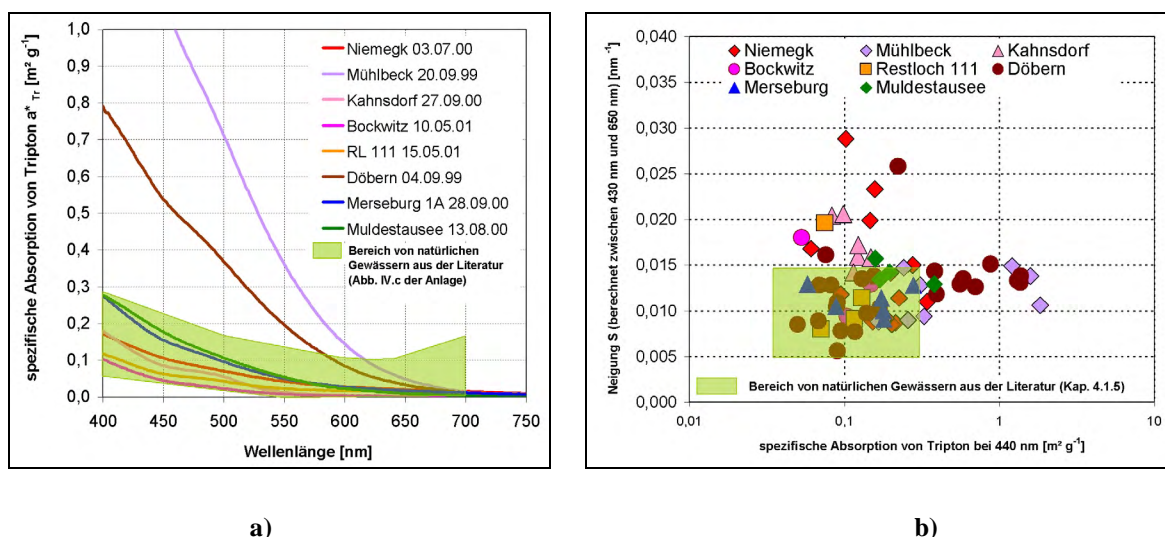 spezifische Absorption von Tripton a*Tr [m² g-1]
1,0
0,9
0,8
0,7
0,6
0,5
0,4
0,3
0,2
0,1
0,0
400 450 500 550 600 650 700 750
Wellenlänge [nm]
Niemegk 03.07.00
Mühlbeck 20.09.99
Kahnsdorf 27.09.00
Bockwitz 10.05.01
RL 111 15.05.01
Döbern 04.09.99
Merseburg 1A 28.09.00
Muldestausee 13.08.00
Bereich von natürlichen
Gewässern aus der Literatur
(Abb. IV.c der Anlage)
a)
Neigung S (berechnet zwischen 430 nm und 650 nm) [nm-1]
0,040
0,035
0,030
0,025
0,020
0,015
0,010
0,005
0,000
0,01 0,1 1 10
spezifische Absorption von Tripton bei 440 nm [m² g-1]
Niemegk Mühlbeck Kahnsdorf
Bockwitz Restloch 111 Döbern
Merseburg Muldestausee
Bereich von natürlichen Gewässern aus der Literatur (Kap. 4.1.5)
b)